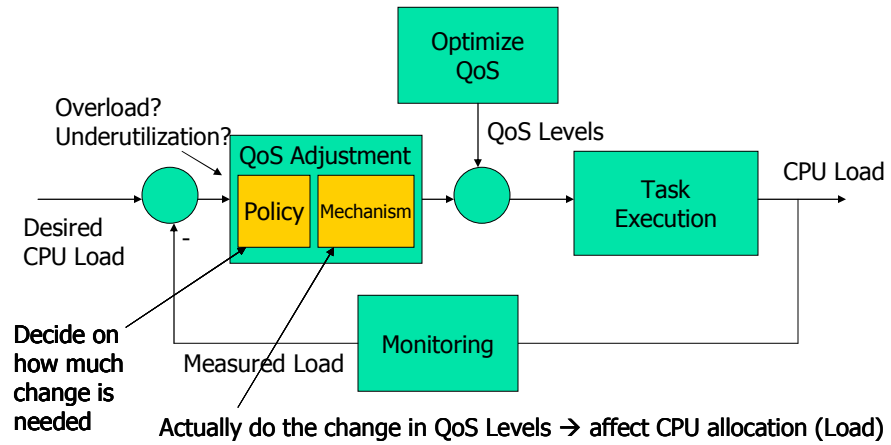 Optimize
QoS
Overload?
Underutilization?
QoS Levels
QoS Adjustment
Policy
Mechanism
Task
Execution
CPU Load
Desired
CPU Load
-
Decide on
how much
change is
needed
Measured Load
Monitoring
Actually do the change in QoS Levels → affect CPU allocation (Load)